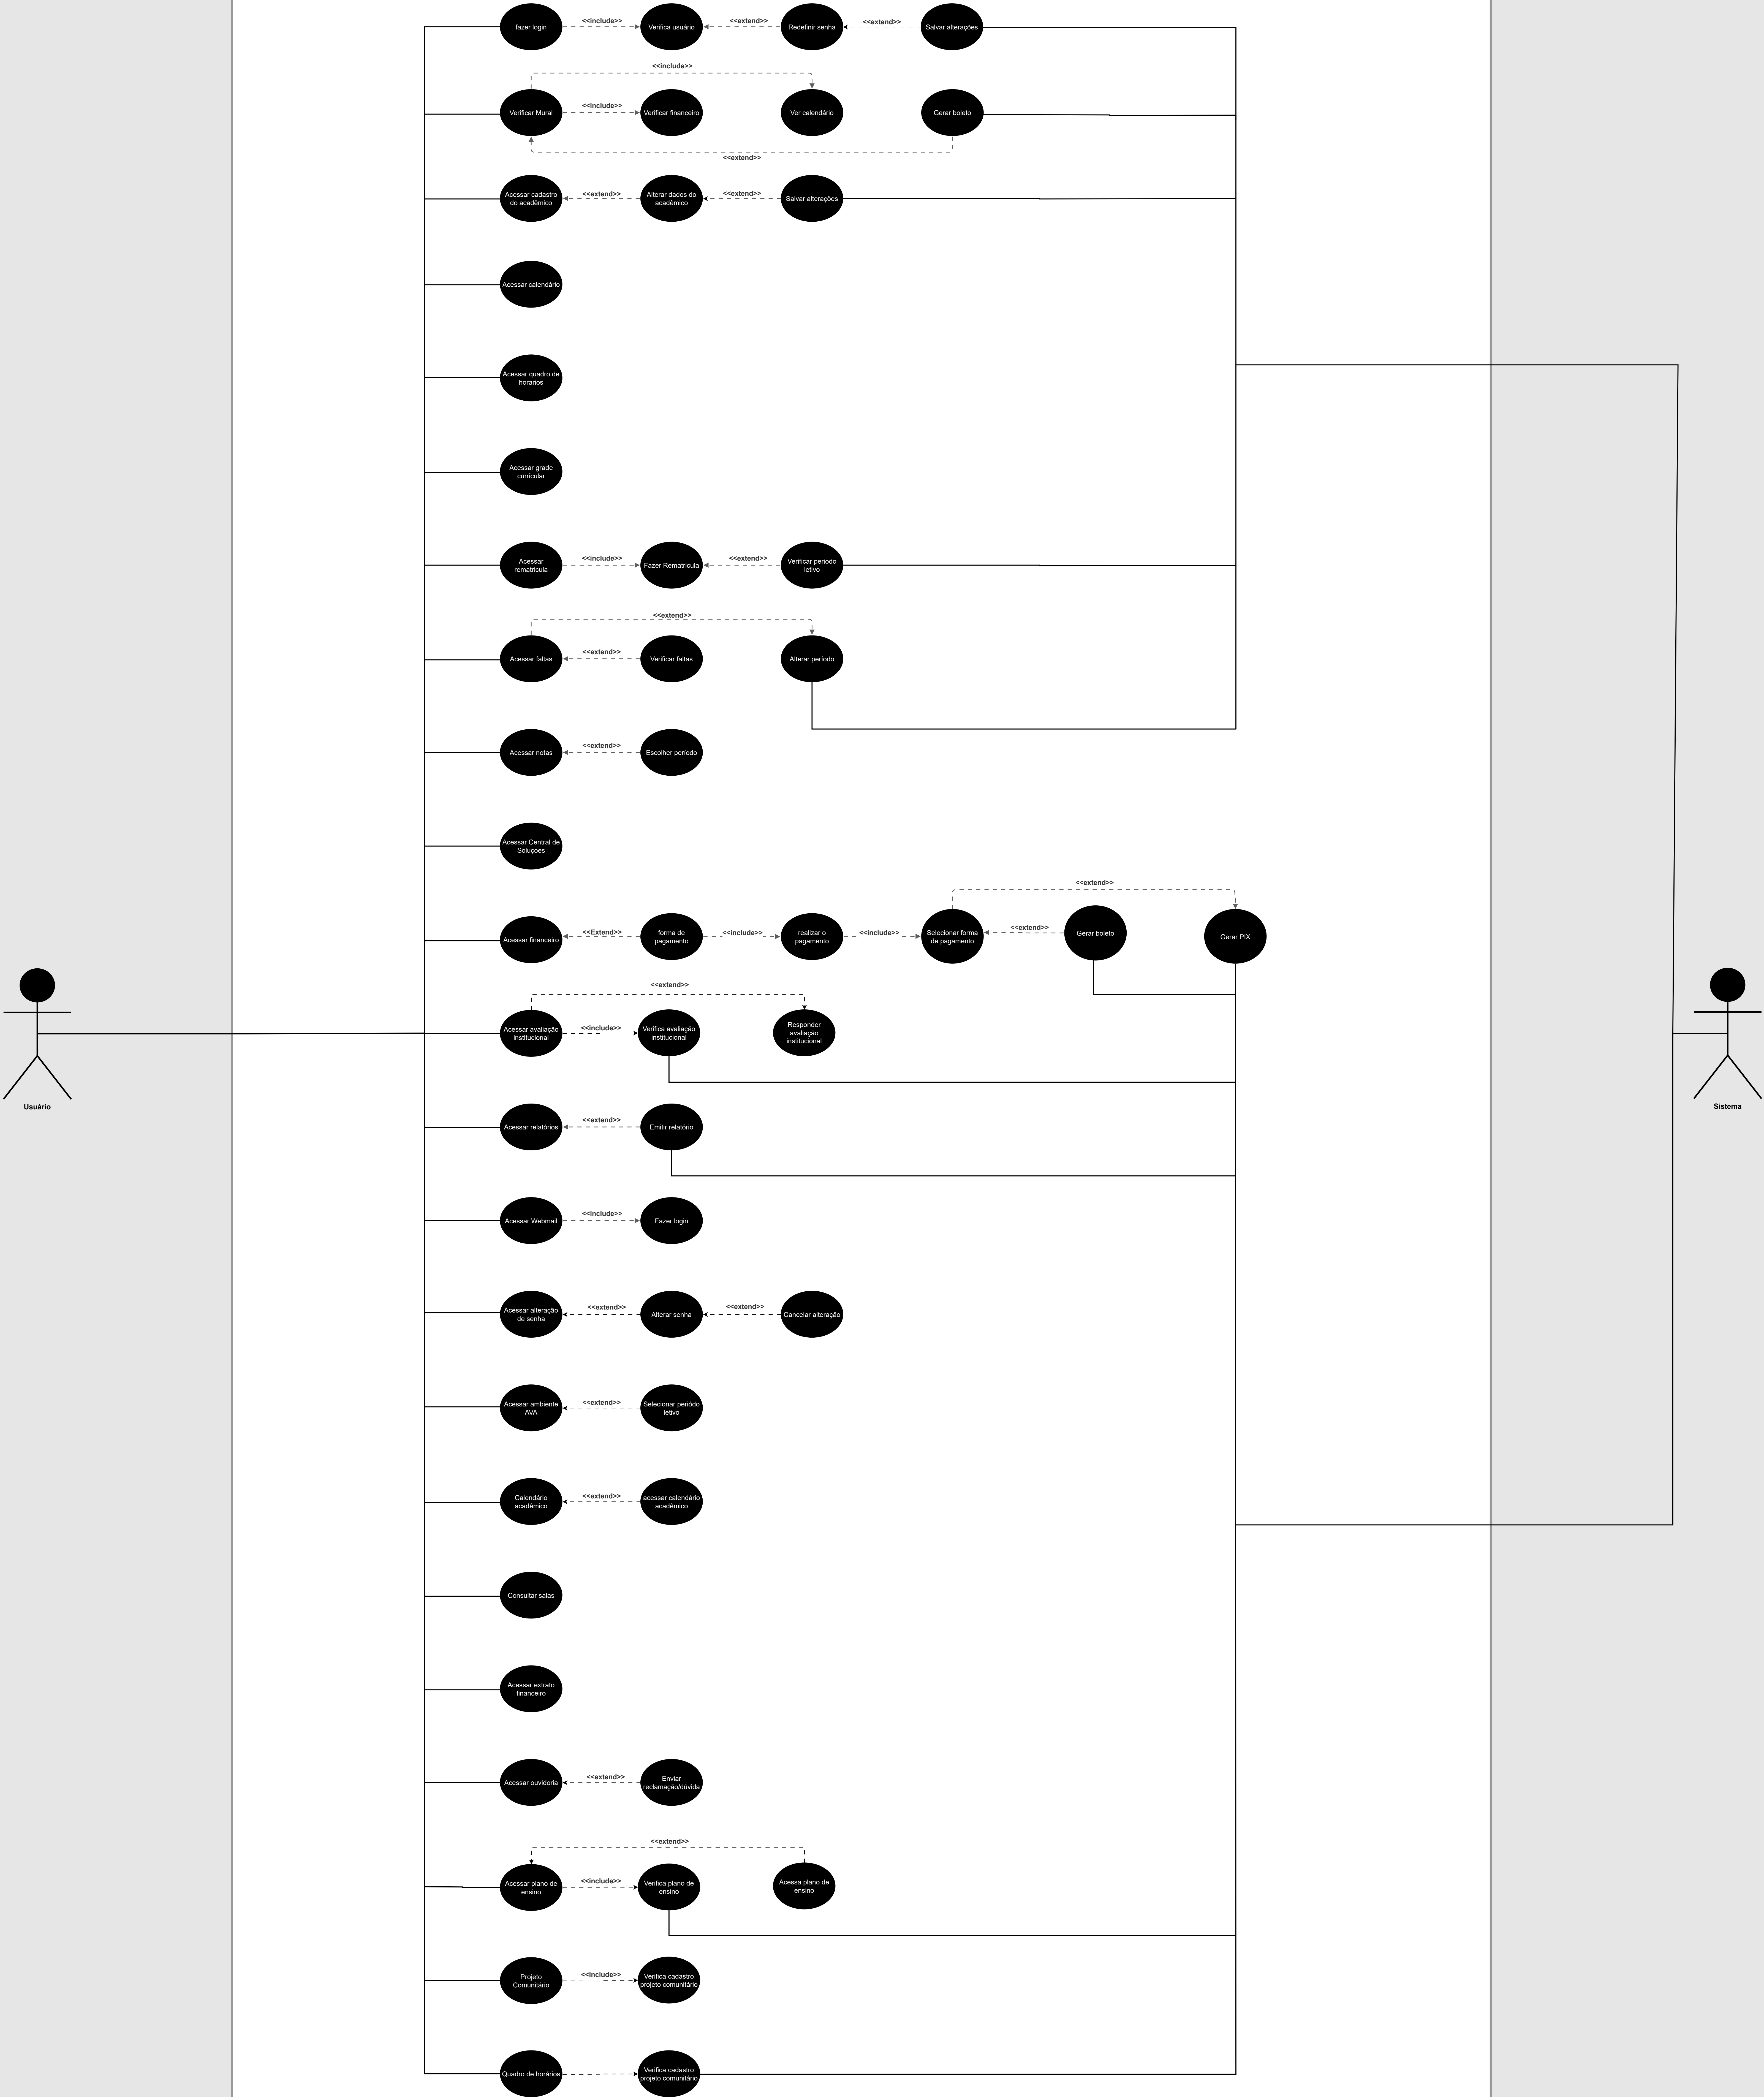 fazer login
<<include>>
Verifica usuário
<<extend>>
Redefinir senha
<<extend>>
Salvar alterações
<<include>>
Verificar Mural
<<include>>
Verificar financeiro
Ver calendário
Gerar boleto
<<extend>>
Acessar cadastro
do acadêmico
<<extend>>
Alterar dados do
acadêmico
<<extend>>
Salvar alterações
Acessar calendário
Acessar quadro de
horarios
Acessar grade
curricular
Acessar
rematricula
<<include>>
Fazer Rematricula
<<extend>>
Verificar periodo
letivo
<<extend>>
Acessar faltas
<<extend>>
Verificar faltas
Alterar período
Acessar notas
<<extend>>
Escolher período
Acessar Central de
Soluçoes
<<extend>>
Acessar financeiro
<<Extend>>
forma de
pagamento
<<include>>
realizar o
pagamento
<<include>>
Selecionar forma
de pagamento
<<extend>>
Gerar boleto
Gerar PIX
<<extend>>
Acessar avaliação
institucional
<<include>>
Verifica avaliação
institucional
Responder
avaliação
institucional
Usuário
Sistema
Acessar relatórios
<<extend>>
Emitir relatório
Acessar Webmail
<<include>>
Fazer login
Acessar alteração
de senha
<<extend>>
Alterar senha
<<extend>>
Cancelar alteração
Acessar ambiente
AVA
<<extend>>
Selecionar periódo
letivo
Calendário
acadêmico
<<extend>>
acessar calendário
acadêmico
Consultar salas
Acessar extrato
financeiro
Acessar ouvidoria
<<extend>>
Enviar
reclamação/dúvida
<<extend>>
Acessar plano de
ensino
<<include>>
Verifica plano de
ensino
Acessa plano de
ensino
Projeto
Comunitário
<<include>>
Verifica cadastro
projeto comunitário
Quadro de horários
Verifica cadastro
projeto comunitário